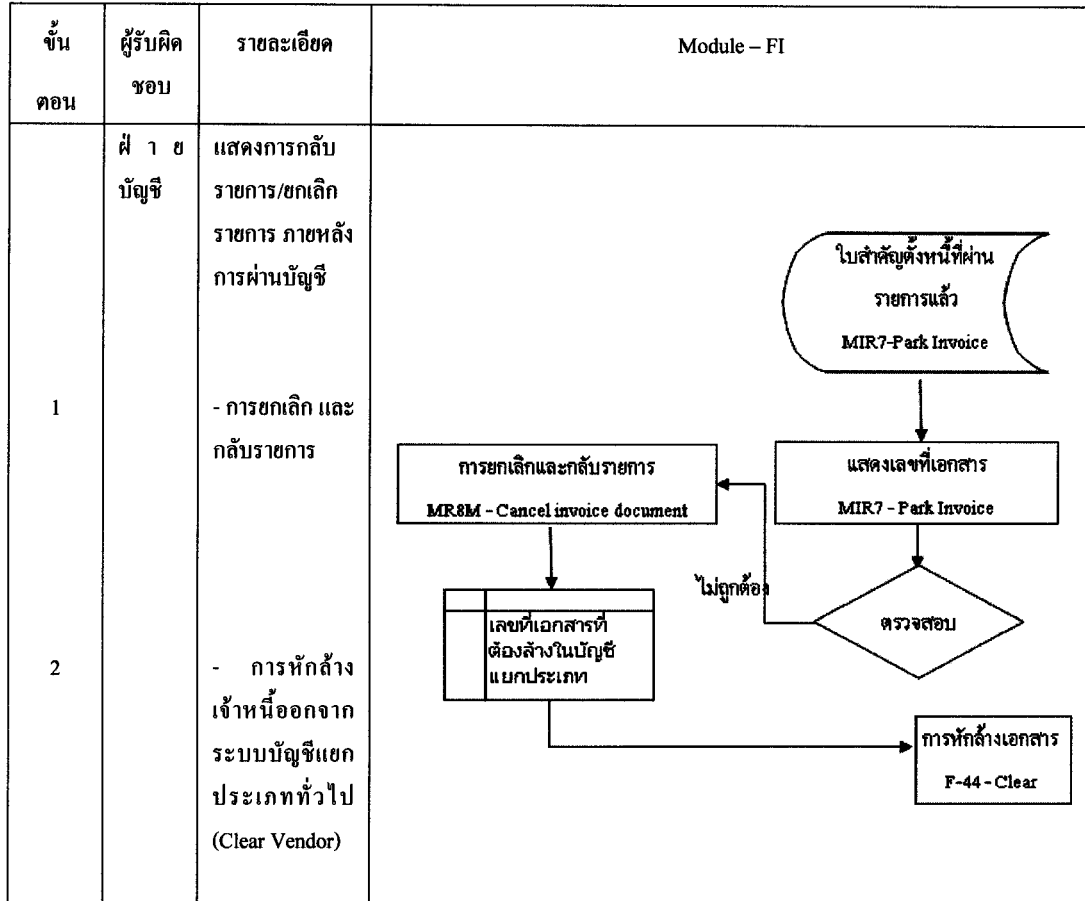 ขั้น
ตอน
ผู้รับผิด
ชอบ
รายละเอียด
Module – FI
ฝ่าย
บัญชี
แสดงการกลับ
รายการ/ยกเลิก
รายการ ภายหลัง
การผ่านบัญชี
ใบสำคัญตั้งหนี้ที่ผ่าน
รายการแล้ว
MIR7-Park Invoice
1
- การยกเลิก และ
กลับรายการ
การยกเลิกและกลับรายการ
MR8M - Cancel invoice document
แสดงเลขที่เอกสาร
MIR7 - Park Invoice
ไม่ถูกต้อง
ตรวจสอบ
เลขที่เอกสารที่
ต้องล้างในบัญชี
แยกประเภท
2
- การหักล้าง
เจ้าหนี้ออกจาก
ระบบบัญชีแยก
ประเภททั่วไป
(Clear Vendor)
การหักล้างเอกสาร
F-44 - Clear